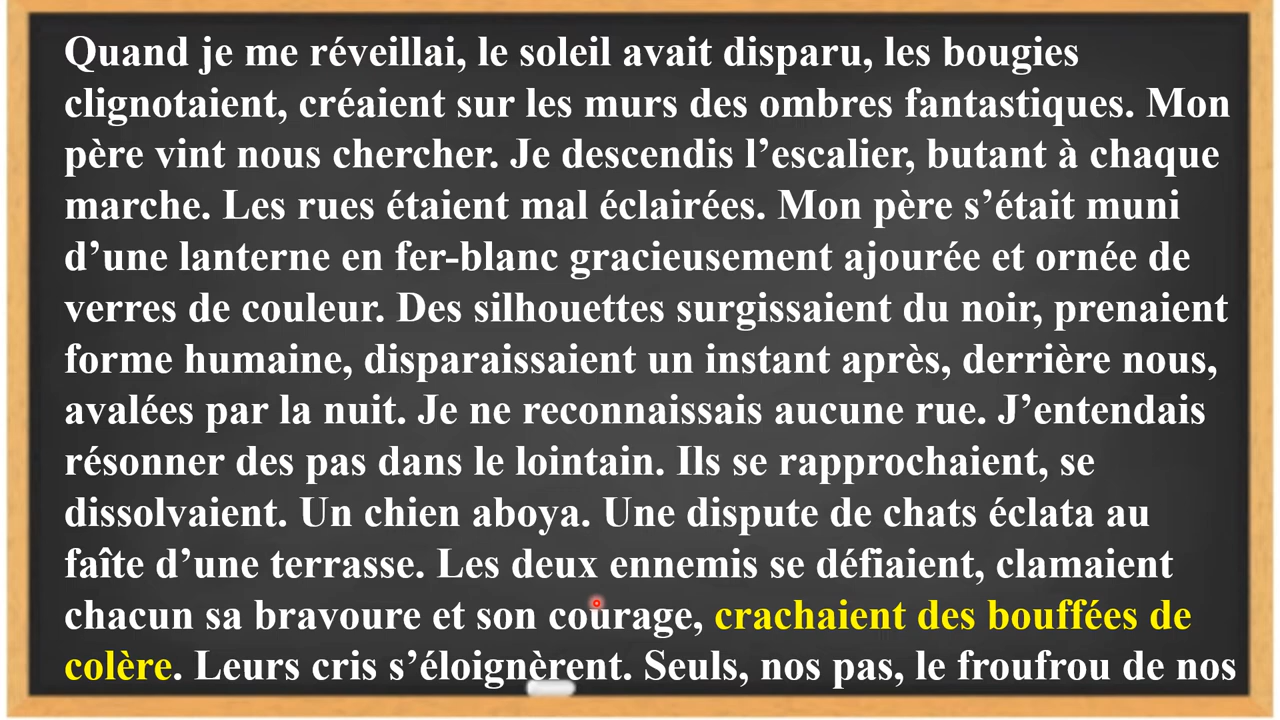 Quand je me réveillai, le soleil avait disparu, les bougies
clignotaient, créaient sur les murs des ombres fantastiques. Mon
père vint nous chercher. Je descendis l’escalier, butant à chaque
marche. Les rues étaient mal éclairées. Mon père s’était muni
d’une lanterne en fer-blanc gracieusement ajourée et ornée de
verres de couleur. Des silhouettes surgissaient du noir, prenaient
forme humaine, disparaissaient un instant après, derrière nous,
avalées par la nuit. Je ne reconnaissais aucune rue. J’entendais
résonner des pas dans le lointain. Ils se rapprochaient, se
dissolvaient. Un chien aboya. Une dispute de chats éclata au
faîte d’une terrasse. Les deux ennemis se défiaient, clamaient
chacun sa bravoure et son courage, crachaient des bouffées de
colère. Leurs cris s’éloignèrent. Seuls, nos pas, le froufrou de nos